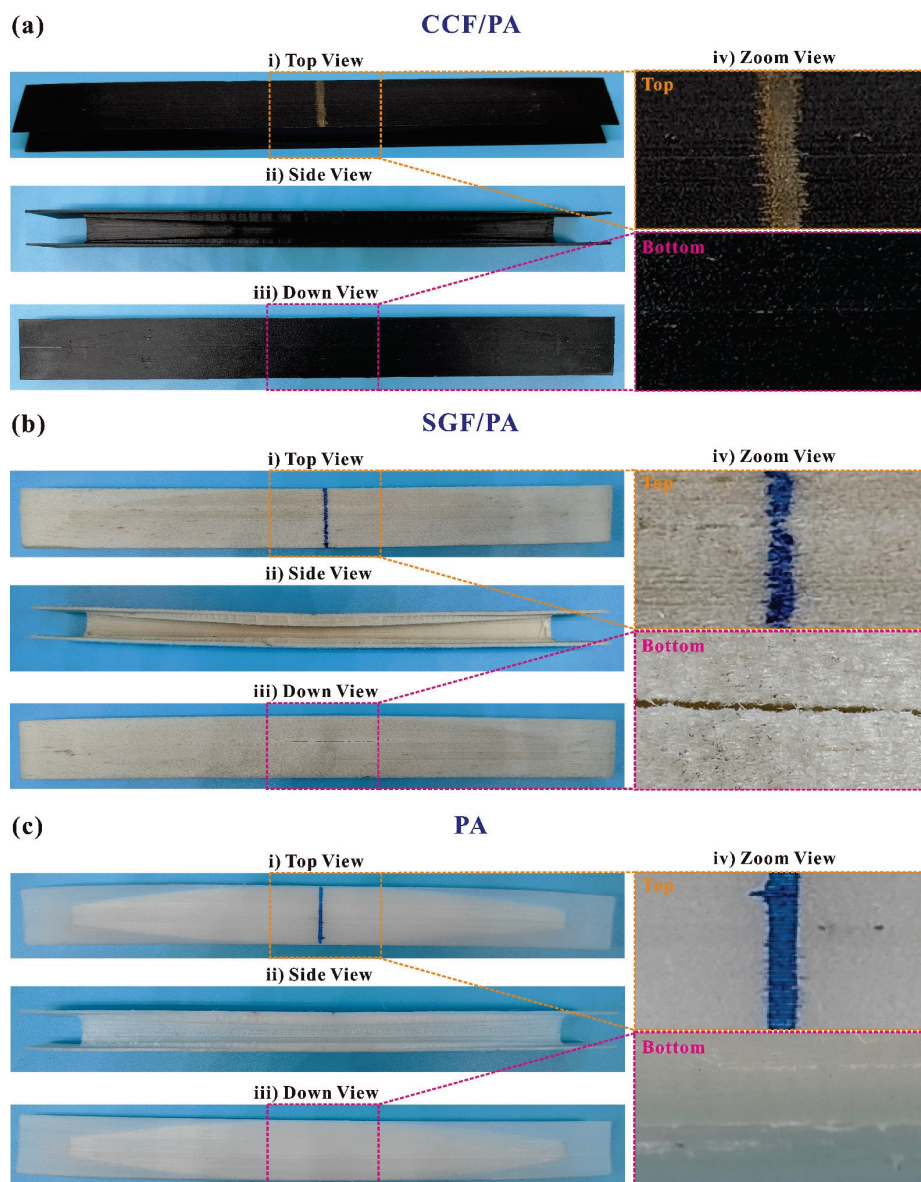 (a)
CCF/PA
i) Top View
iv) Zoom View
Top
ii) Side View
Bottom
iii) Down View
(b)
SGF/PA
i) Top View
iv) Zoom View
Top
ii) Side View
Bottom
iii) Down View
(c)
PA
i) Top View
iv) Zoom View
Top
ii) Side View
Bottom
iii) Down View